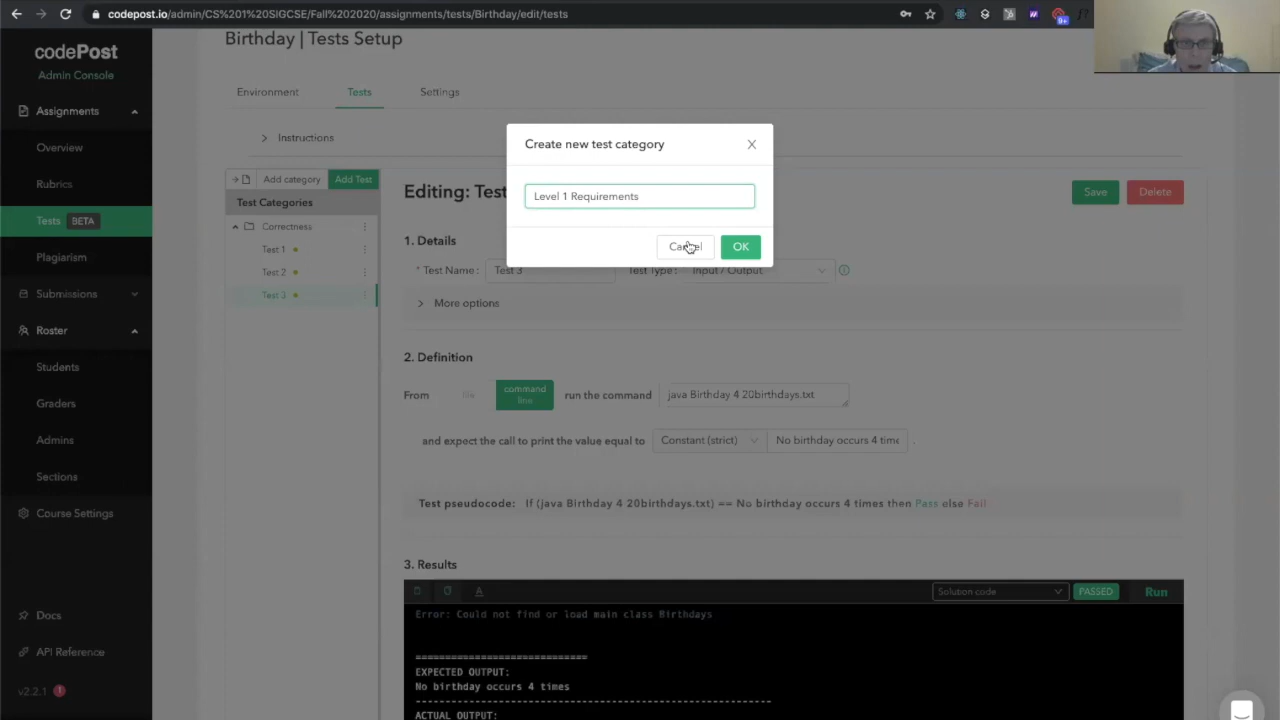 codepost.io/admin/CS%201%20SIGCSE/Fall%202020/assignments/tests/Birthday/edit/tests
9+
codePost
Admin Console
Assignments
Overview
Rubrics
Tests BETA
Plagiarism
Submissions
Roster
Students
Graders
Admins
Sections
Course Settings
Docs
API Reference
v2.2.1
Birthday | Tests Setup
Environment Tests Settings
Instructions
Add category Add Test
Test Categories
Correctness
Test 1
Test 2
Test 3
Create new test category
Level 1 Requirements
Cancel OK
Editing: Test
Save Delete
1. Details
* Test Name : Test 3 Test Type : Input / Output
More options
2. Definition
From file command line run the command java Birthday 4 20birthdays.txt
and expect the call to print the value equal to Constant (strict) No birthday occurs 4 time .
Test pseudocode: If (java Birthday 4 20birthdays.txt) == No birthday occurs 4 times then Pass else Fail
3. Results
Solution code PASSED Run
Error: Could not find or load main class Birthdays
============================
EXPECTED OUTPUT:
No birthday occurs 4 times
------------------------------------------------
ACTUAL OUTPUT: